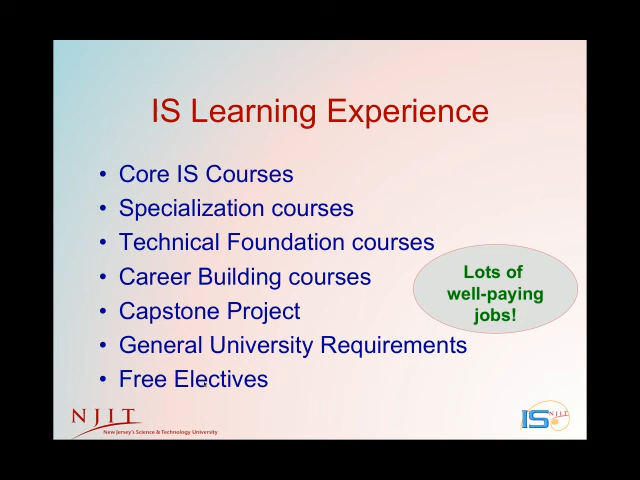 IS Learning Experience
• Core IS Courses
• Specialization courses
• Technical Foundation courses
• Career Building courses
• Capstone Project
• General University Requirements
• Free Electives
Lots of
well-paying
jobs!
NJIT
New Jersey's Science & Technology University
IS NJIT